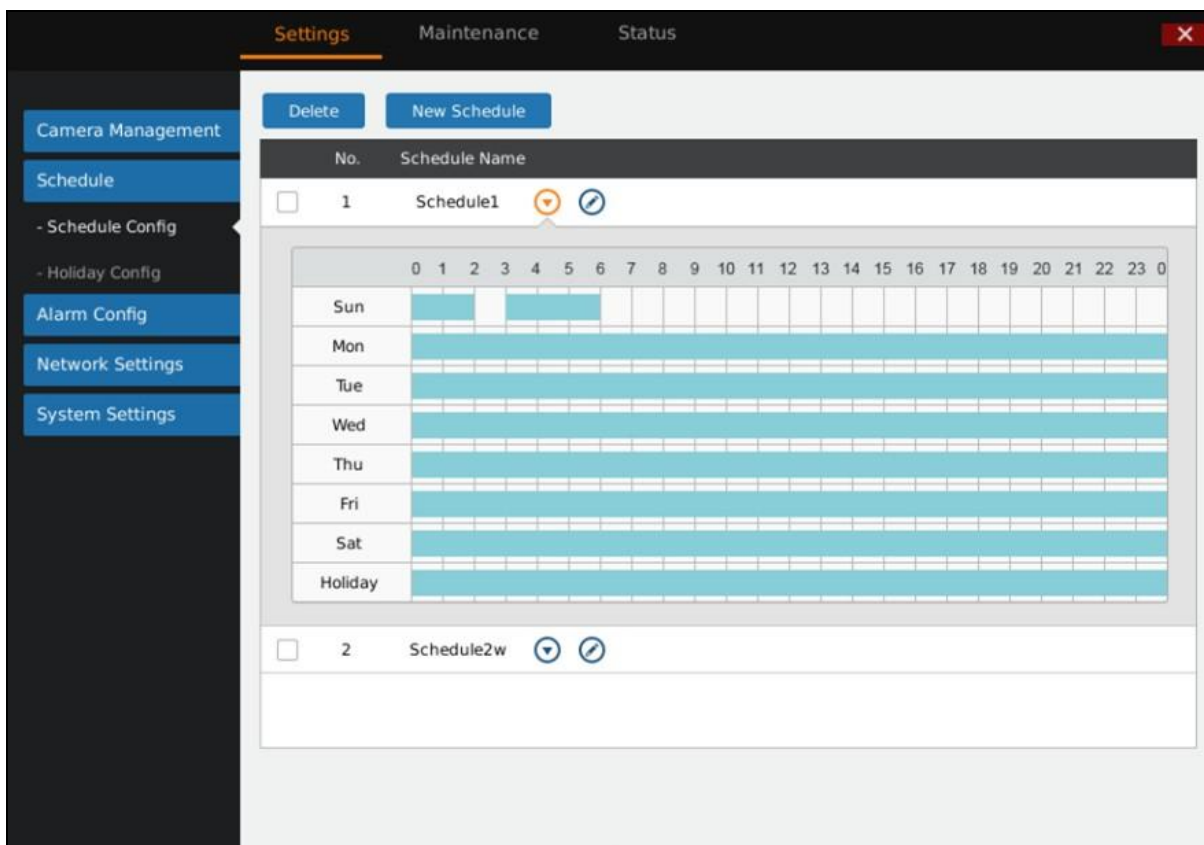 Settings Maintenance Status
Delete New Schedule
Camera Management
Schedule
- Schedule Config
- Holiday Config
Alarm Config
Network Settings
System Settings
No. Schedule Name
1 Schedule1
0 1 2 3 4 5 6 7 8 9 10 11 12 13 14 15 16 17 18 19 20 21 22 23 0
Sun
Mon
Tue
Wed
Thu
Fri
Sat
Holiday
2 Schedule2w